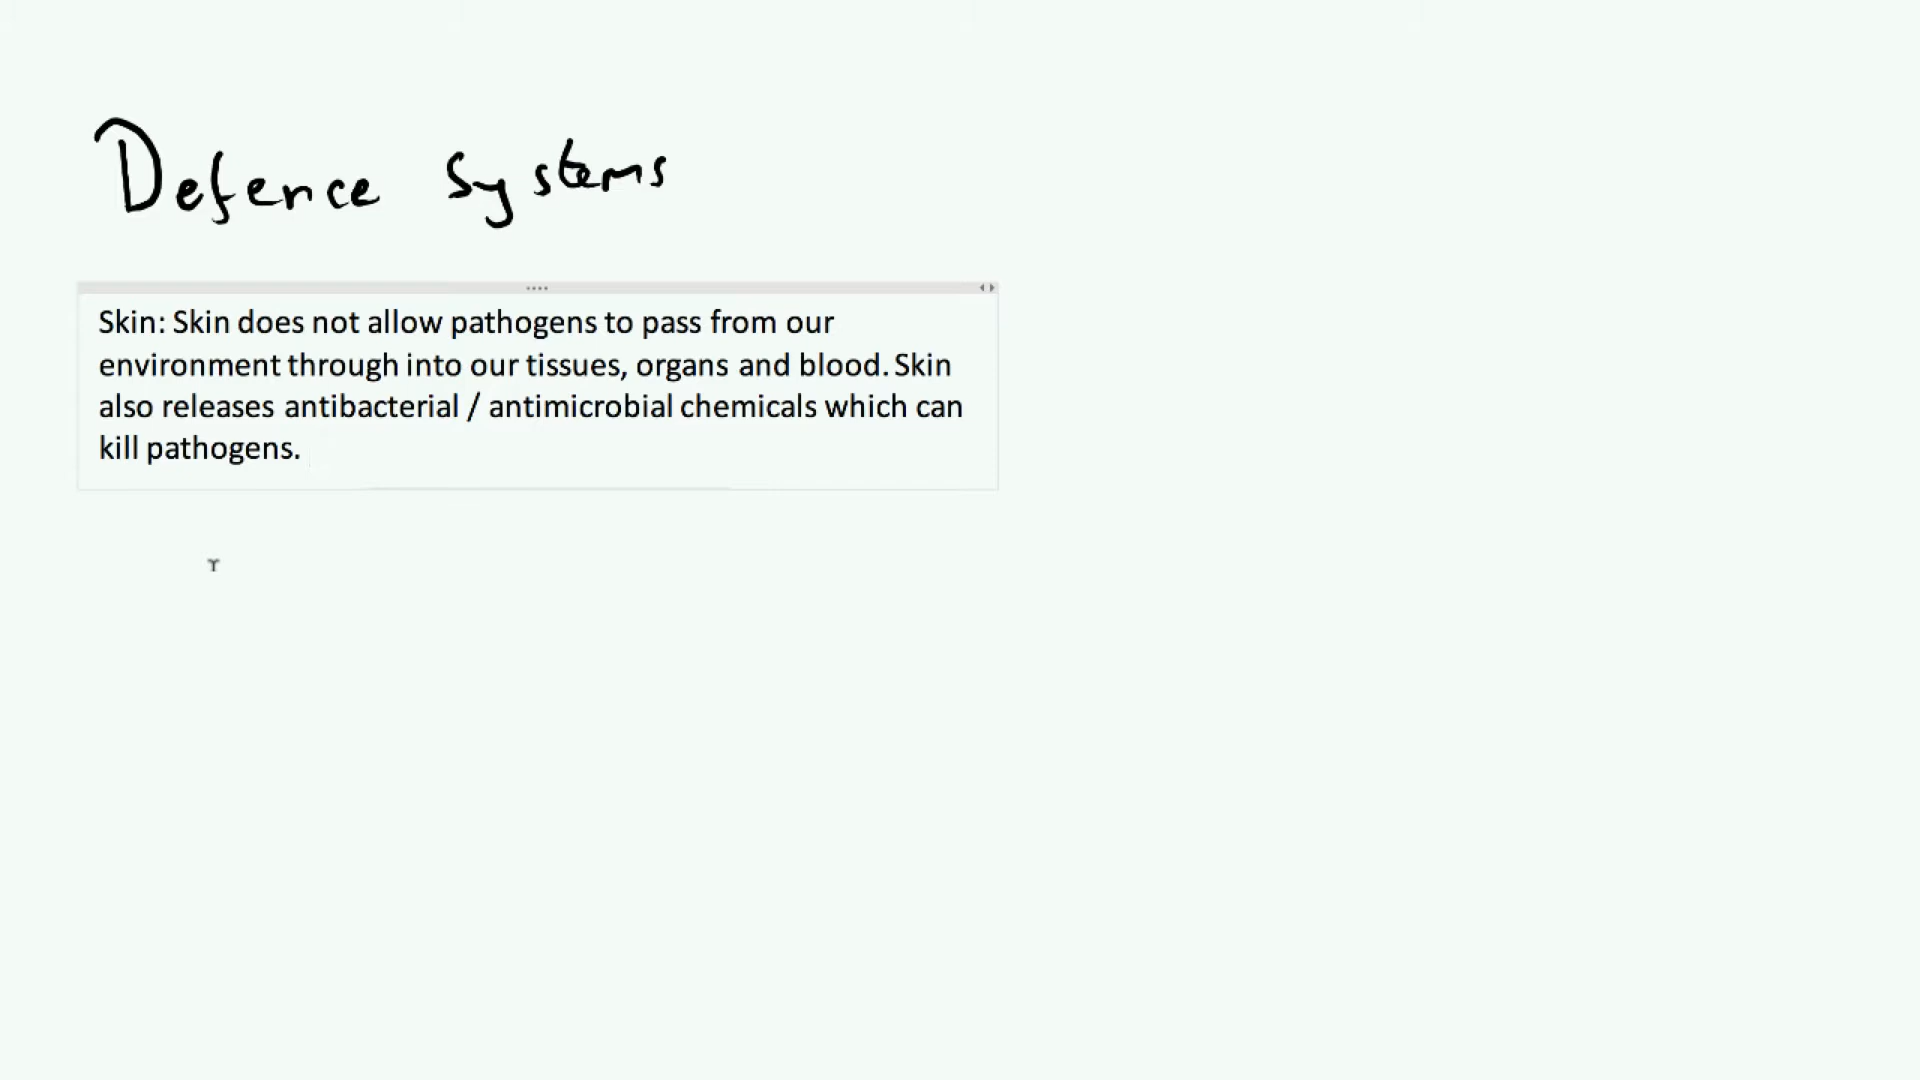 Defence Systems
Skin: Skin does not allow pathogens to pass from our
environment through into our tissues, organs and blood. Skin
also releases antibacterial / antimicrobial chemicals which can
kill pathogens.